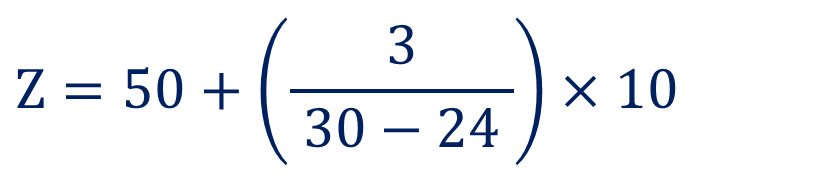 Z = 50 + (3 / (30 − 24)) × 10